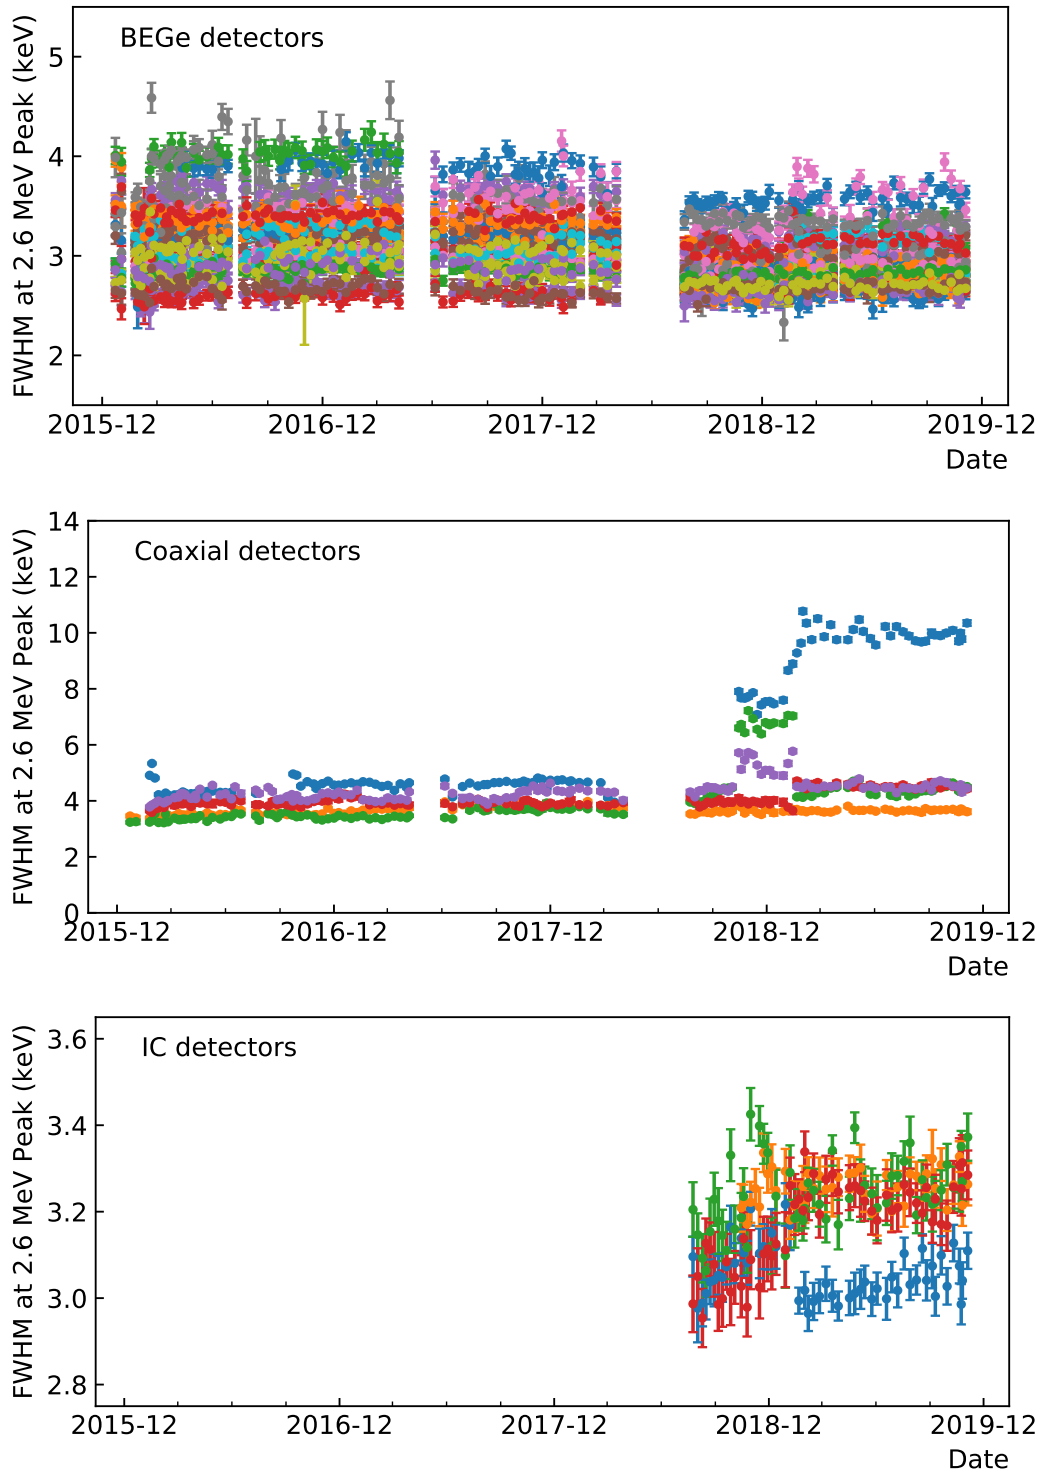 FWHM at 2.6 MeV Peak (keV)
BEGe detectors
5
4
3
2
2015-12 2016-12 2017-12 2018-12 2019-12
Date
FWHM at 2.6 MeV Peak (keV)
Coaxial detectors
14
12
10
8
6
4
2
0
2015-12 2016-12 2017-12 2018-12 2019-12
Date
FWHM at 2.6 MeV Peak (keV)
IC detectors
3.6
3.4
3.2
3.0
2.8
2015-12 2016-12 2017-12 2018-12 2019-12
Date